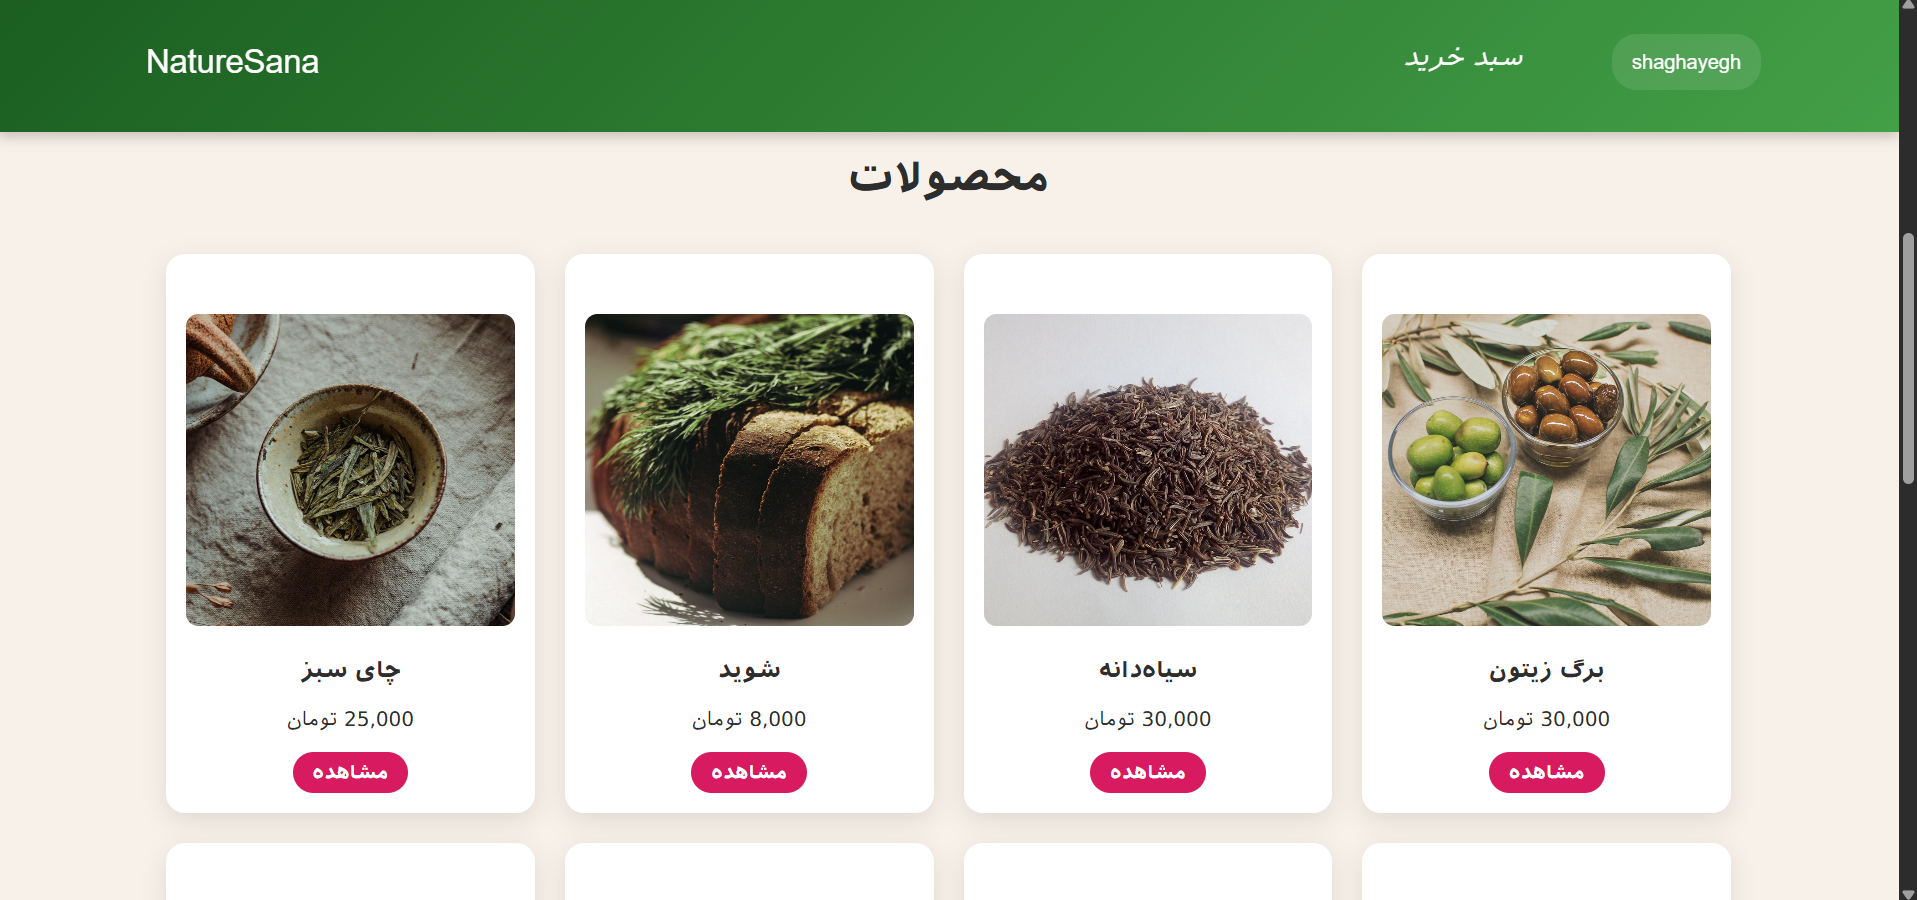 NatureSana
سبد خرید
shaghayegh
محصولات
برگ زیتون
30,000 تومان
مشاهده
سیاه‌دانه
30,000 تومان
مشاهده
شوید
8,000 تومان
مشاهده
چای سبز
25,000 تومان
مشاهده